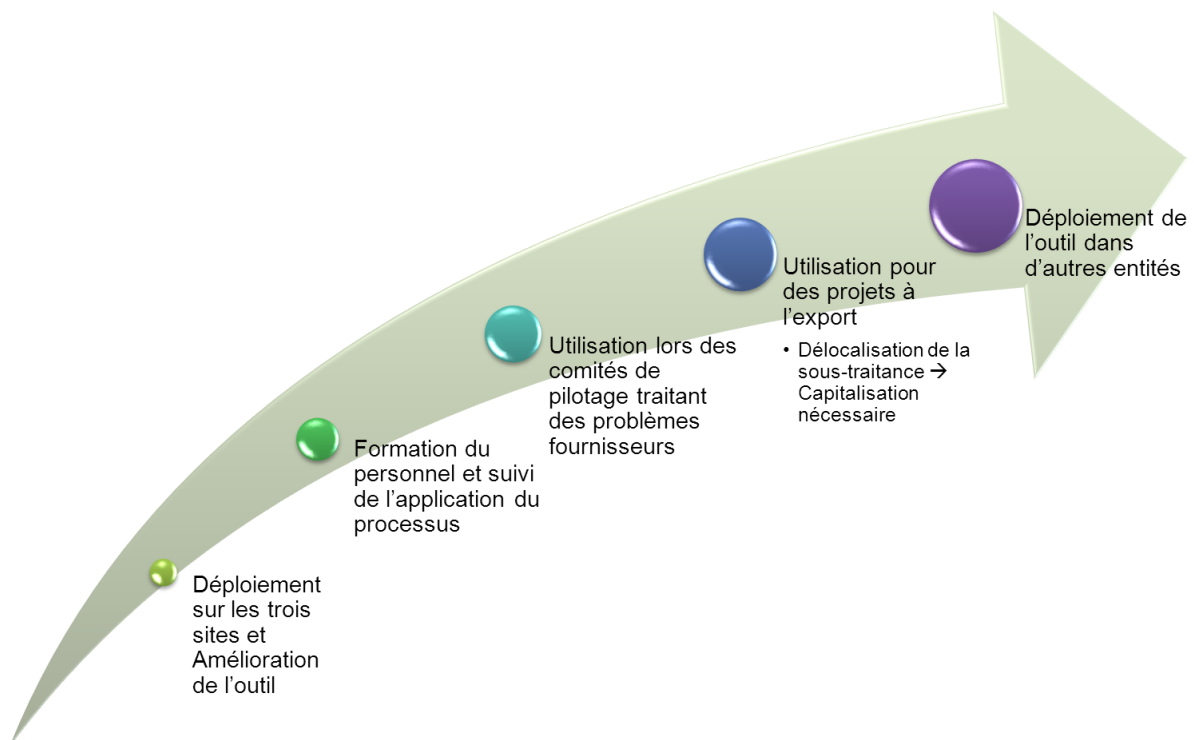 Déploiement
sur les trois
sites et
Amélioration
de l'outil
Formation du
personnel et suivi
de l'application du
processus
Utilisation lors des
comités de
pilotage traitant
des problèmes
fournisseurs
Utilisation pour
des projets à
l'export
• Délocalisation de la
sous-traitance →
Capitalisation
nécessaire
Déploiement de
l'outil dans
d'autres entités